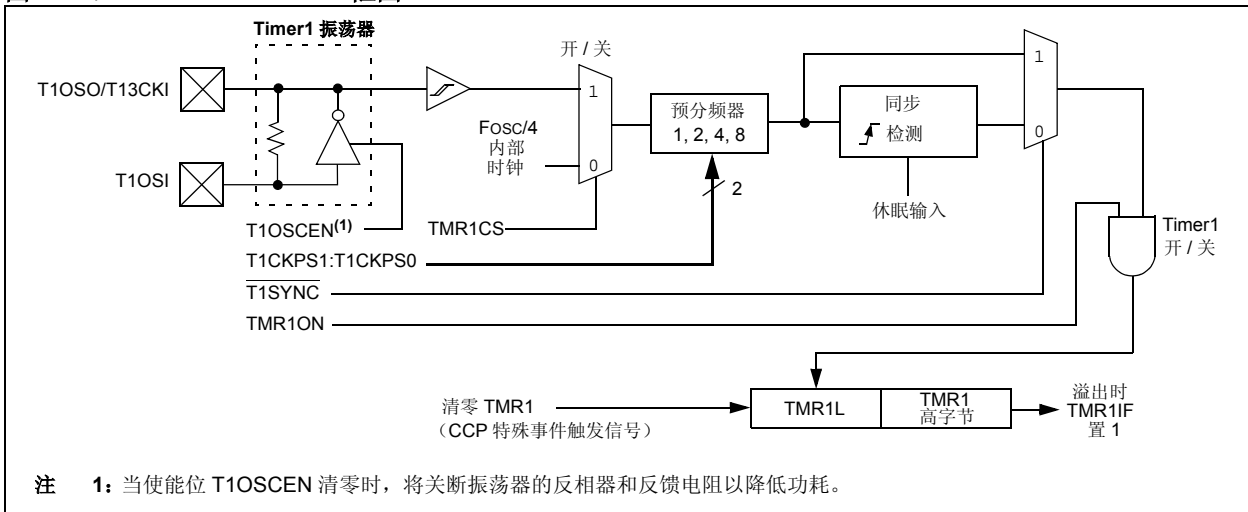 Timer1 振荡器
开 / 关
T1OSO/T13CKI
1
1
预分频器
1, 2, 4, 8
同步
检测
FOSC/4
内部
时钟
0
0
T1OSI
2
休眠输入
Timer1
开 / 关
T1OSCEN(1)
TMR1CS
T1CKPS1:T1CKPS0
T1SYNC
TMR1ON
清零 TMR1
（CCP 特殊事件触发信号）
TMR1L
TMR1
高字节
溢出时
TMR1IF
置 1
注 1: 当使能位 T1OSCEN 清零时，将关断振荡器的反相器和反馈电阻以降低功耗。